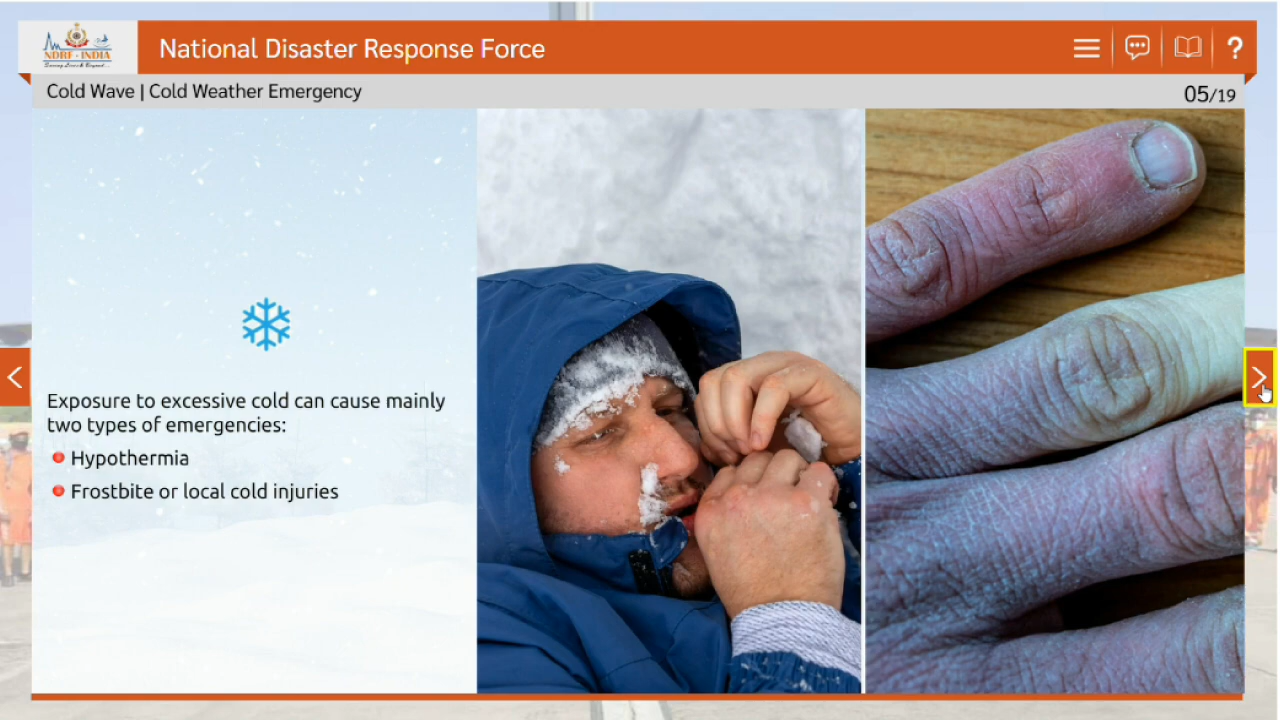 NDRF - INDIA
National Disaster Response Force
?
Cold Wave | Cold Weather Emergency
05/19
Exposure to excessive cold can cause mainly
two types of emergencies:
Hypothermia
Frostbite or local cold injuries